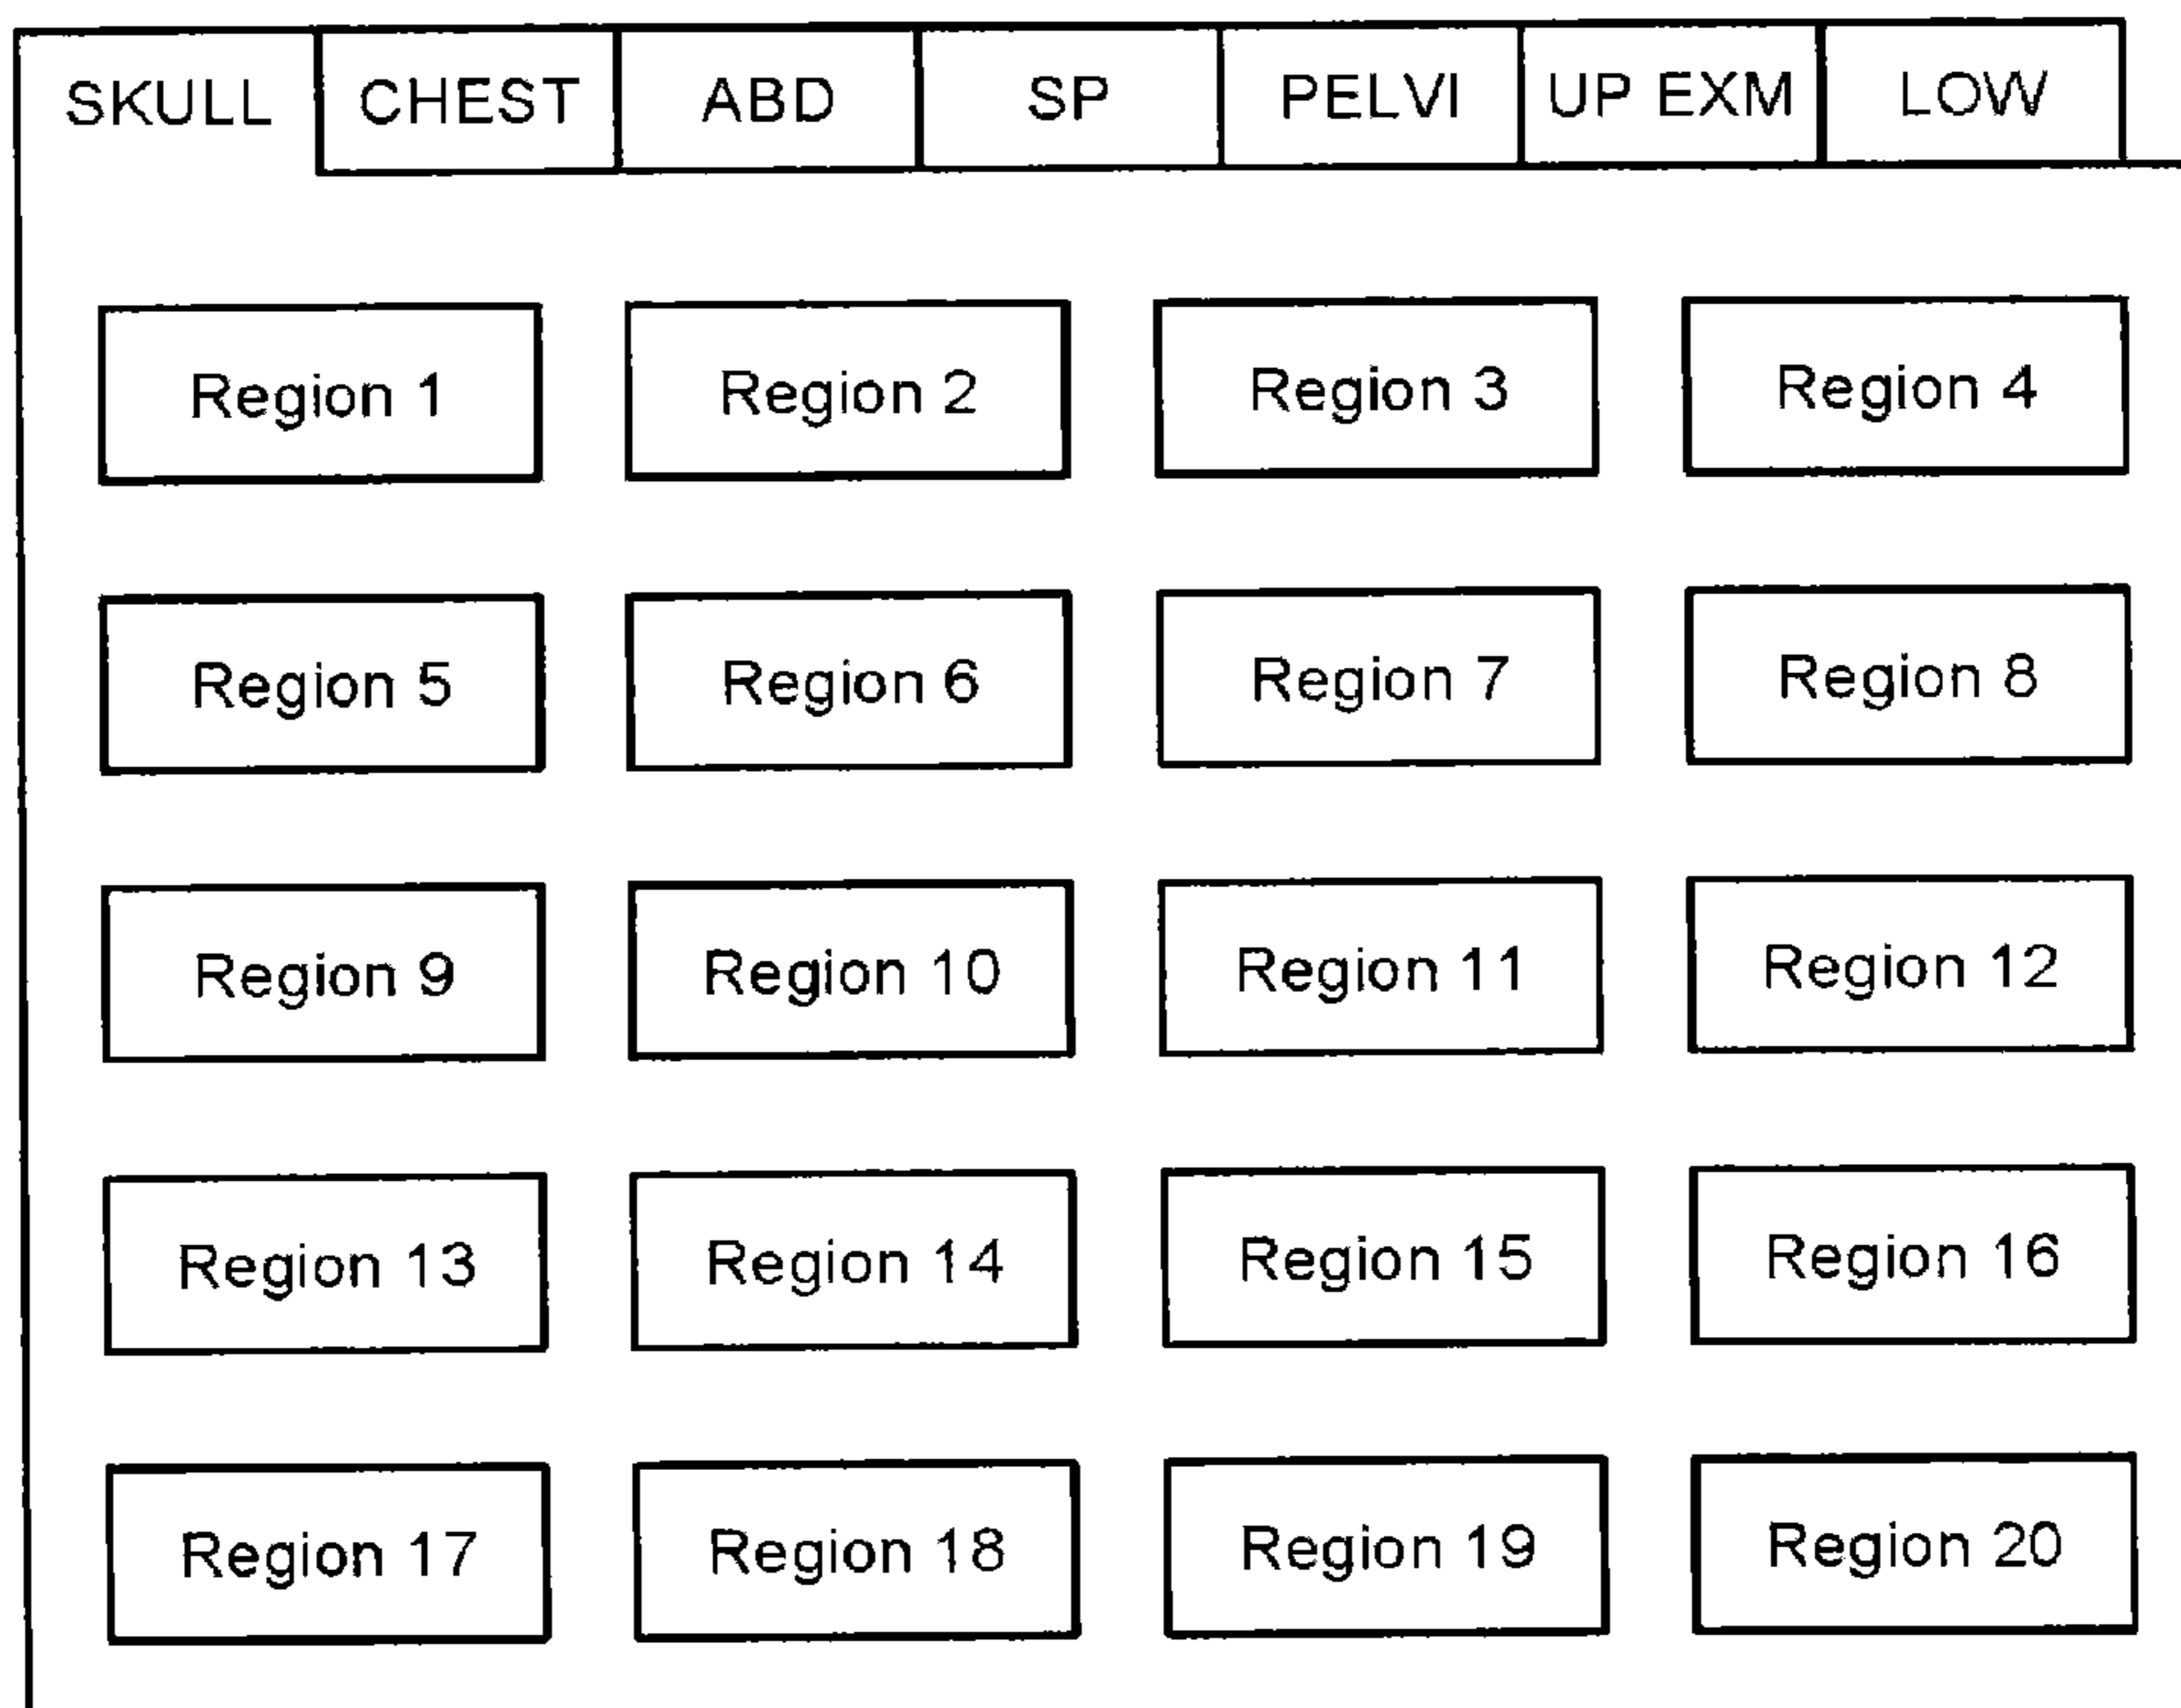 SKULL CHEST ABD SP PELVI UP EXM LOW
Region 1 Region 2 Region 3 Region 4
Region 5 Region 6 Region 7 Region 8
Region 9 Region 10 Region 11 Region 12
Region 13 Region 14 Region 15 Region 16
Region 17 Region 18 Region 19 Region 20